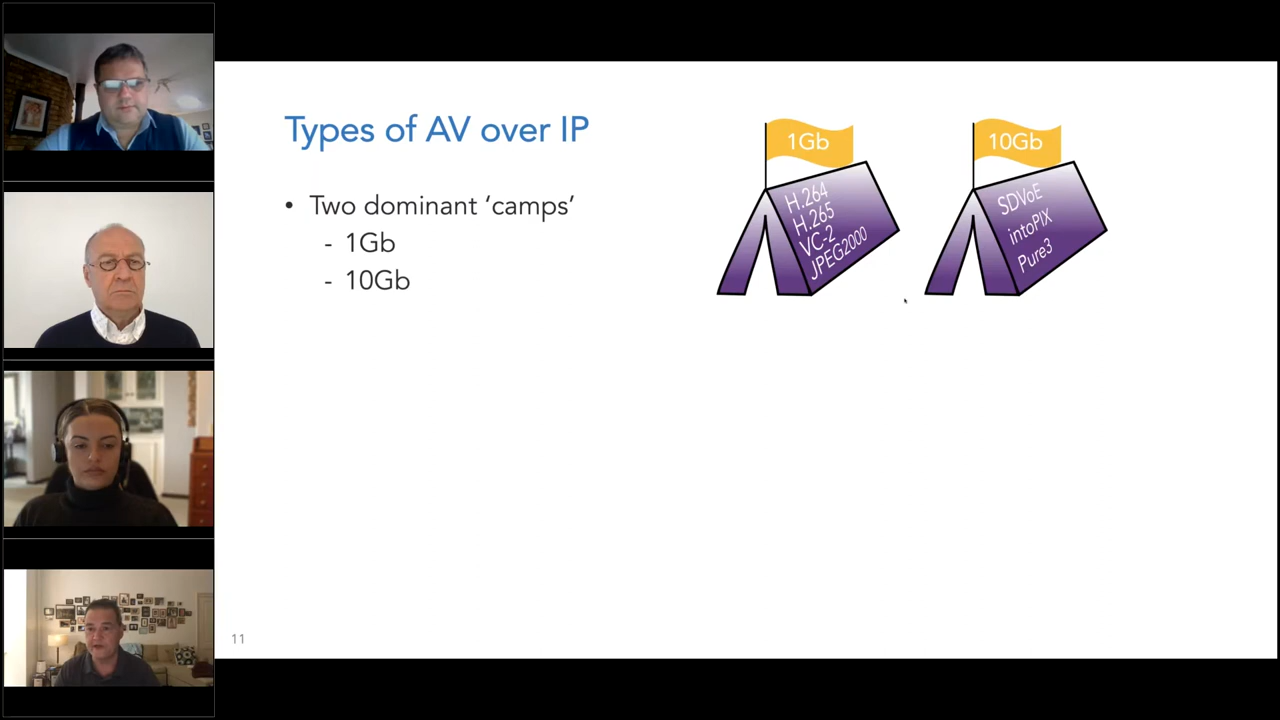 Types of AV over IP
• Two dominant ‘camps’
- 1Gb
- 10Gb
1Gb
H.264
H.265
VC-2
JPEG2000
10Gb
SDVoE
intoPIX
Pure3
11